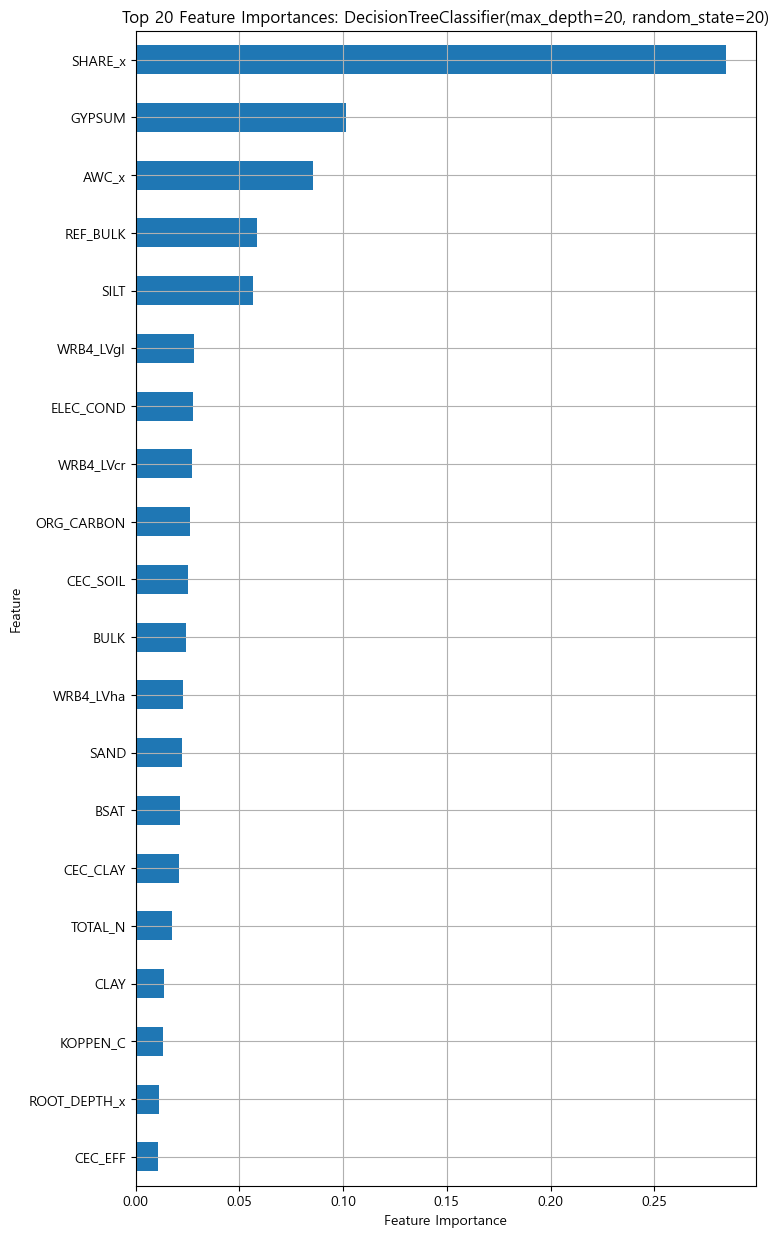 Top 20 Feature Importances: DecisionTreeClassifier(max_depth=20, random_state=20)
SHARE_x
GYPSUM
AWC_x
REF_BULK
SILT
WRB4_LVgl
ELEC_COND
WRB4_LVcr
ORG_CARBON
CEC_SOIL
BULK
WRB4_LVha
SAND
BSAT
CEC_CLAY
TOTAL_N
CLAY
KOPPEN_C
ROOT_DEPTH_x
CEC_EFF
Feature
0.00 0.05 0.10 0.15 0.20 0.25
Feature Importance